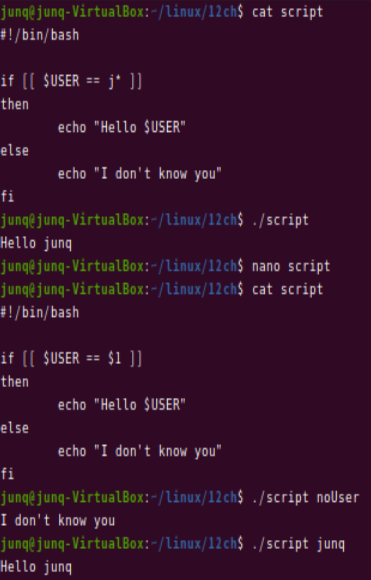 junq@junq-VirtualBox:~/linux/12ch$ cat script
#!/bin/bash
if [[ $USER == j* ]]
then
echo "Hello $USER"
else
echo "I don't know you"
fi
junq@junq-VirtualBox:~/linux/12ch$ ./script
Hello junq
junq@junq-VirtualBox:~/linux/12ch$ nano script
junq@junq-VirtualBox:~/linux/12ch$ cat script
#!/bin/bash
if [[ $USER == $1 ]]
then
echo "Hello $USER"
else
echo "I don't know you"
fi
junq@junq-VirtualBox:~/linux/12ch$ ./script noUser
I don't know you
junq@junq-VirtualBox:~/linux/12ch$ ./script junq
Hello junq